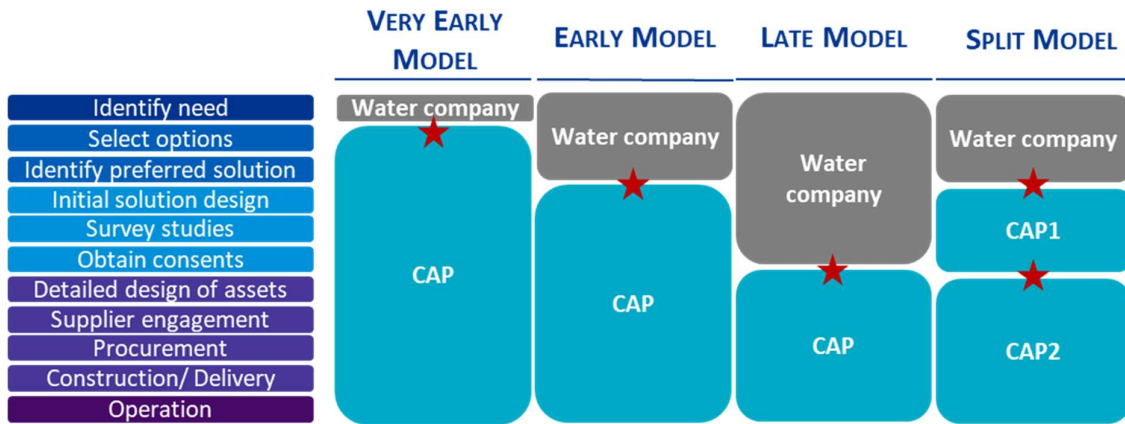 VERY EARLY
MODEL
EARLY MODEL
LATE MODEL
SPLIT MODEL
Identify need
Select options
Identify preferred solution
Initial solution design
Survey studies
Obtain consents
Detailed design of assets
Supplier engagement
Procurement
Construction/ Delivery
Operation
Water company
CAP
Water company
CAP
Water
company
CAP
Water company
CAP1
CAP2